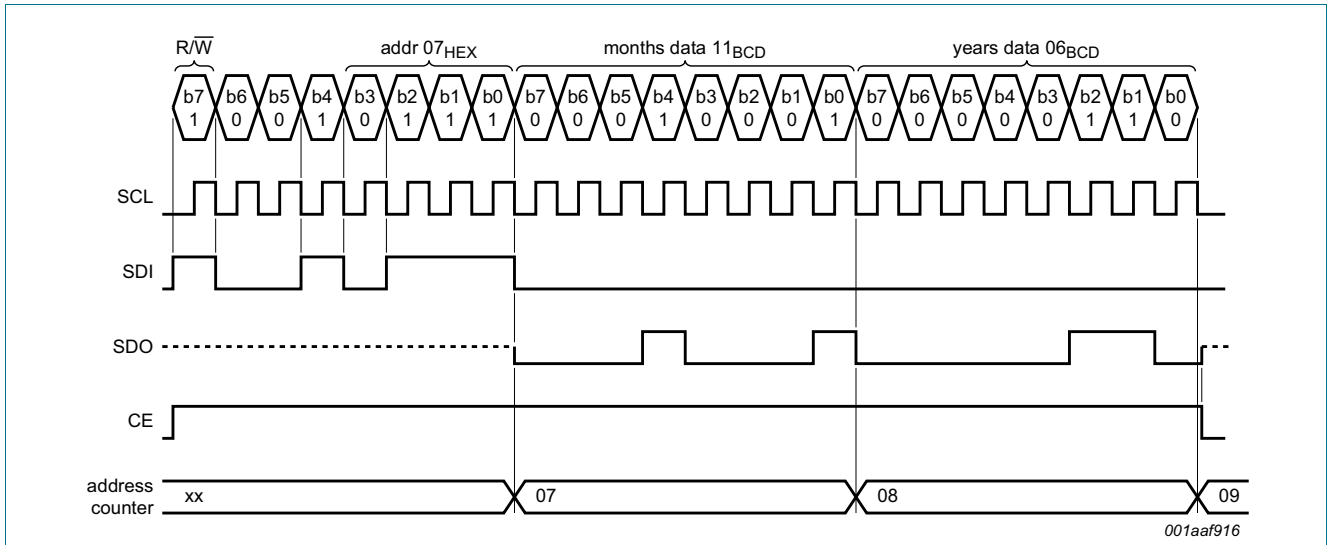 R/W addr 07HEX months data 11BCD years data 06BCD
b7 b6 b5 b4 b3 b2 b1 b0 b7 b6 b5 b4 b3 b2 b1 b0 b7 b6 b5 b4 b3 b2 b1 b0
1 0 0 1 0 1 1 1 0 0 0 1 0 0 0 1 0 0 0 0 0 1 1 0
SCL
SDI
SDO
CE
address
counter
xx 07 08 09
001aaf916